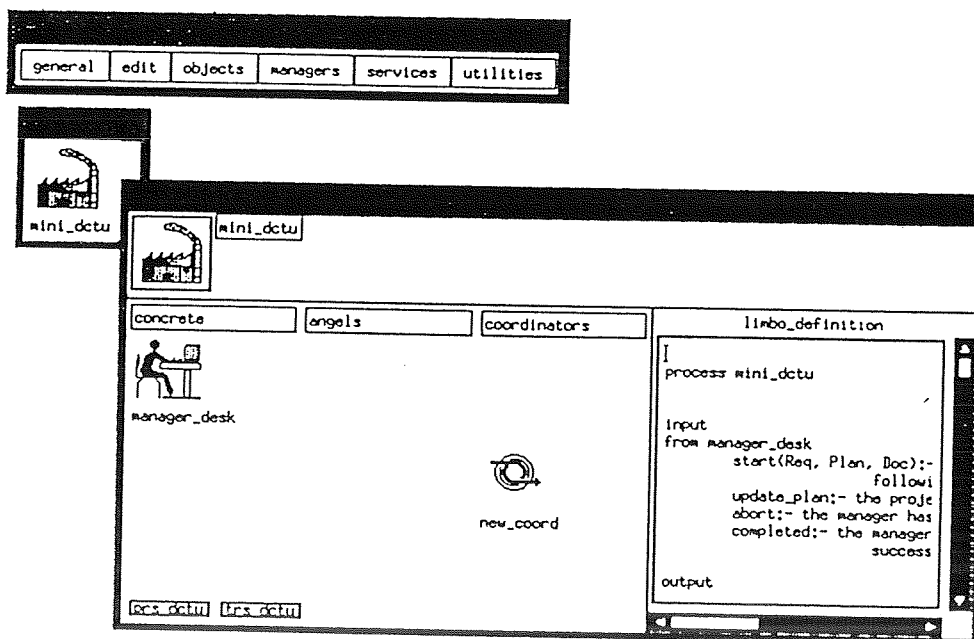 general edit objects managers services utilities
mini_dctu
mini_dctu
concrete angels coordinators limbo_definition
manager_desk
new_coord
process mini_dctu
input
from manager_desk
start(Req, Plan, Doc):-
followi
update_plan:- the proje
abort:- the manager has
completed:- the manager
success
output
trs_dctu